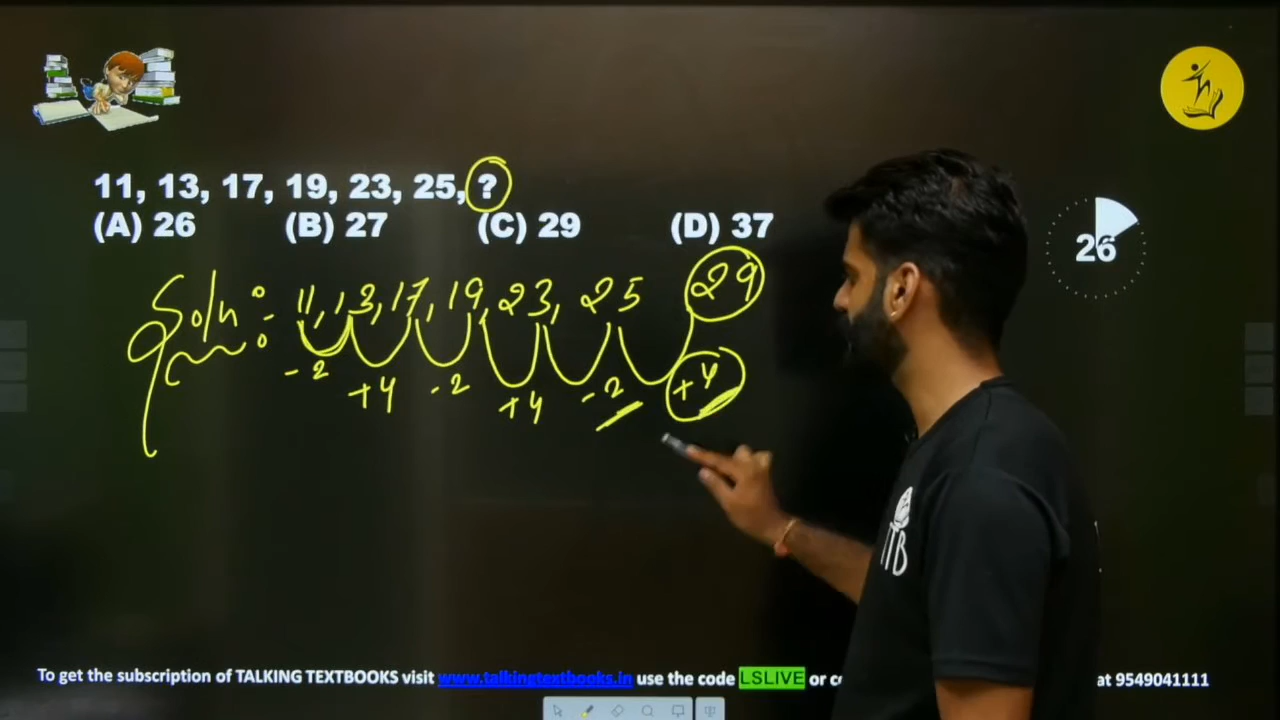 11, 13, 17, 19, 23, 25, ?
(A) 26 (B) 27 (C) 29 (D) 37
26
Soln :- 11, 13, 17, 19, 23, 25 29
-2 +4 -2 +4 -2 +4
TTB
To get the subscription of TALKING TEXTBOOKS visit www.talkingtextbooks.in use the code LSLIVE or at 9549041111